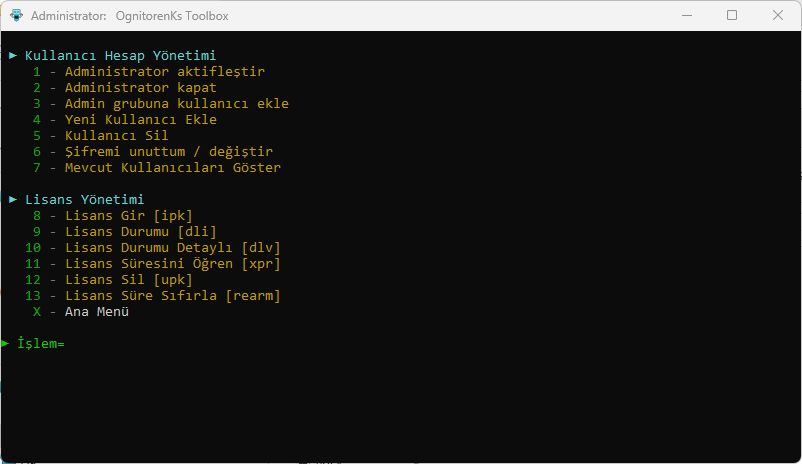 Administrator: OgnitorenKs Toolbox
► Kullanıcı Hesap Yönetimi
1 - Administrator aktifleştir
2 - Administrator kapat
3 - Admin grubuna kullanıcı ekle
4 - Yeni Kullanıcı Ekle
5 - Kullanıcı Sil
6 - Şifremi unuttum / değiştir
7 - Mevcut Kullanıcıları Göster
► Lisans Yönetimi
8 - Lisans Gir [ipk]
9 - Lisans Durumu [dli]
10 - Lisans Durumu Detaylı [dlv]
11 - Lisans Süresini Öğren [xpr]
12 - Lisans Sil [upk]
13 - Lisans Süre Sıfırla [rearm]
X - Ana Menü
► İşlem=